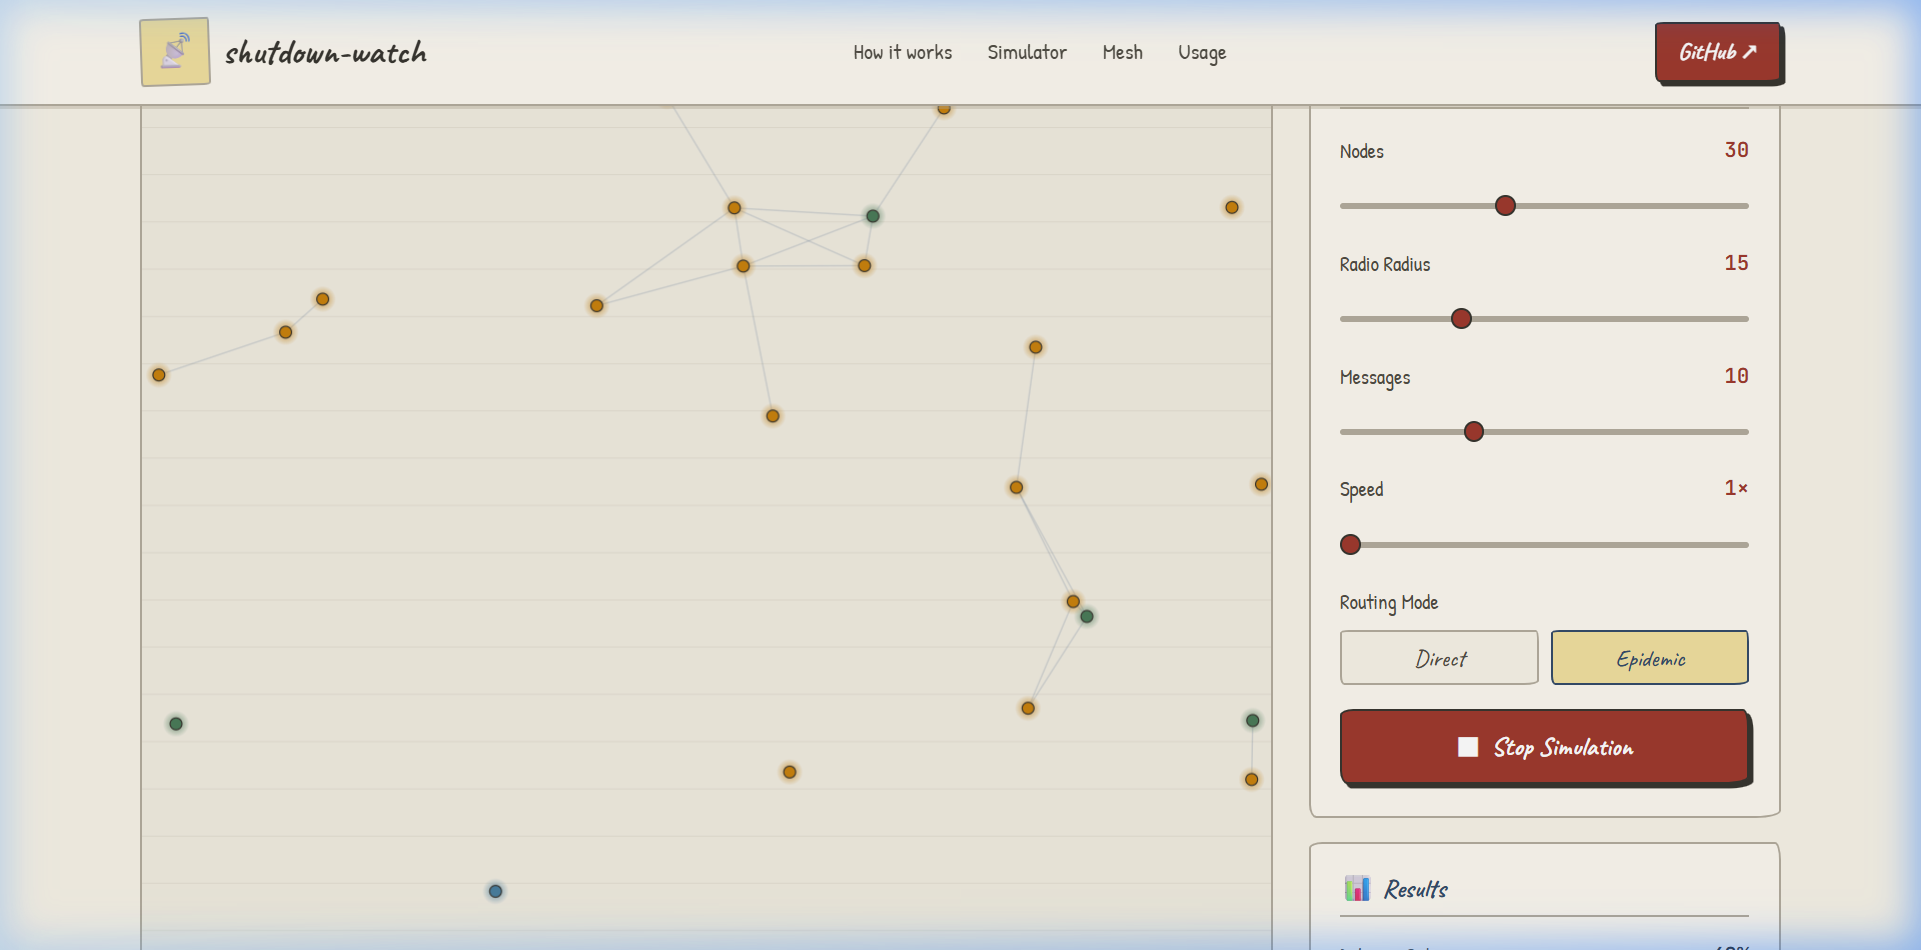 shutdown-watch
How it works
Simulator
Mesh
Usage
GitHub ↗
Nodes
30
Radio Radius
15
Messages
10
Speed
1×
Routing Mode
Direct
Epidemic
Stop Simulation
Results